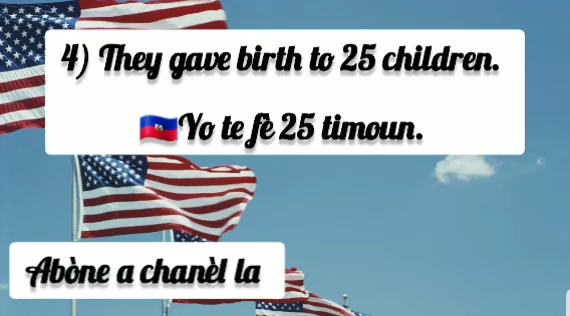 4) They gave birth to 25 children.
🇭🇹Yo te fè 25 timoun.
Abòne a chanèl la